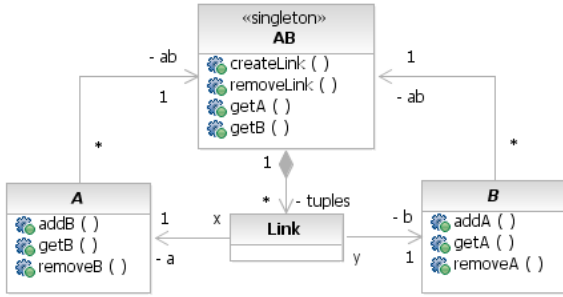 «singleton»
AB
createLink ( )
removeLink ( )
getA ( )
getB ( )
- ab
1
*
1
- ab
*
1
*
- tuples
A
addB ( )
getB ( )
removeB ( )
1
x
- a
Link
- b
y
1
B
addA ( )
getA ( )
removeA ( )